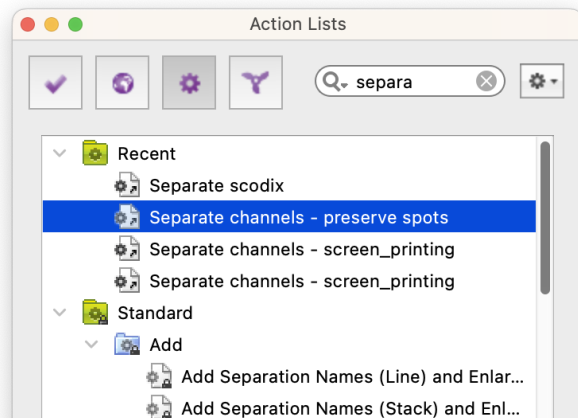 Action Lists
separa
Recent
Separate scodix
Separate channels - preserve spots
Separate channels - screen_printing
Separate channels - screen_printing
Standard
Add
Add Separation Names (Line) and Enlar...
Add Separation Names (Stack) and Enl...